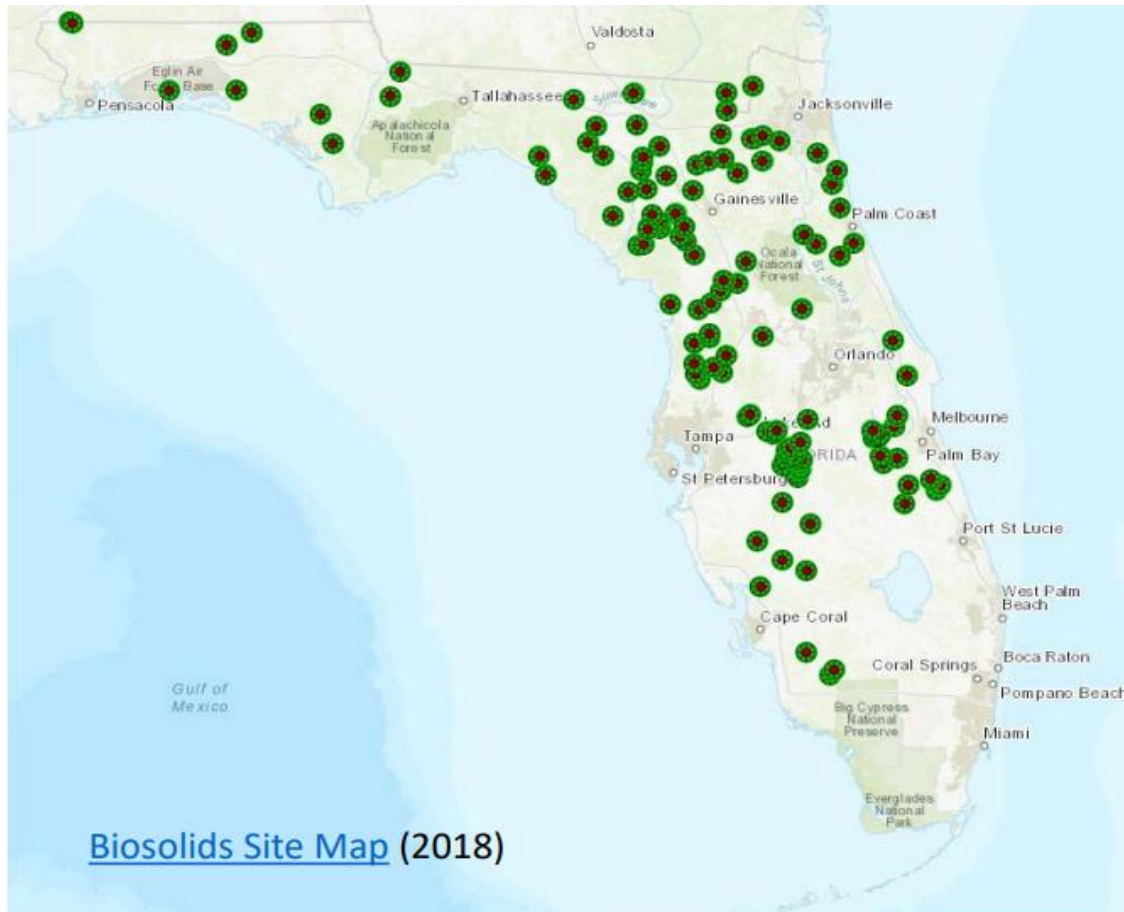 Valdosta
Eglin Air
Force Base
Pensacola
Tallahassee
Jacksonville
Apalachicola
National
Forest
Gainesville
Palm Coast
Ocala
National
Forest
St Johns
Orlando
Melbourne
Tampa
Palm Bay
St Petersburg
Port St Lucie
West Palm
Beach
Cape Coral
Boca Raton
Coral Springs
Pompano Beach
Gulf of
Mexico
Big Cypress
National
Preserve
Miami
Everglades
National
Park
Biosolids Site Map (2018)